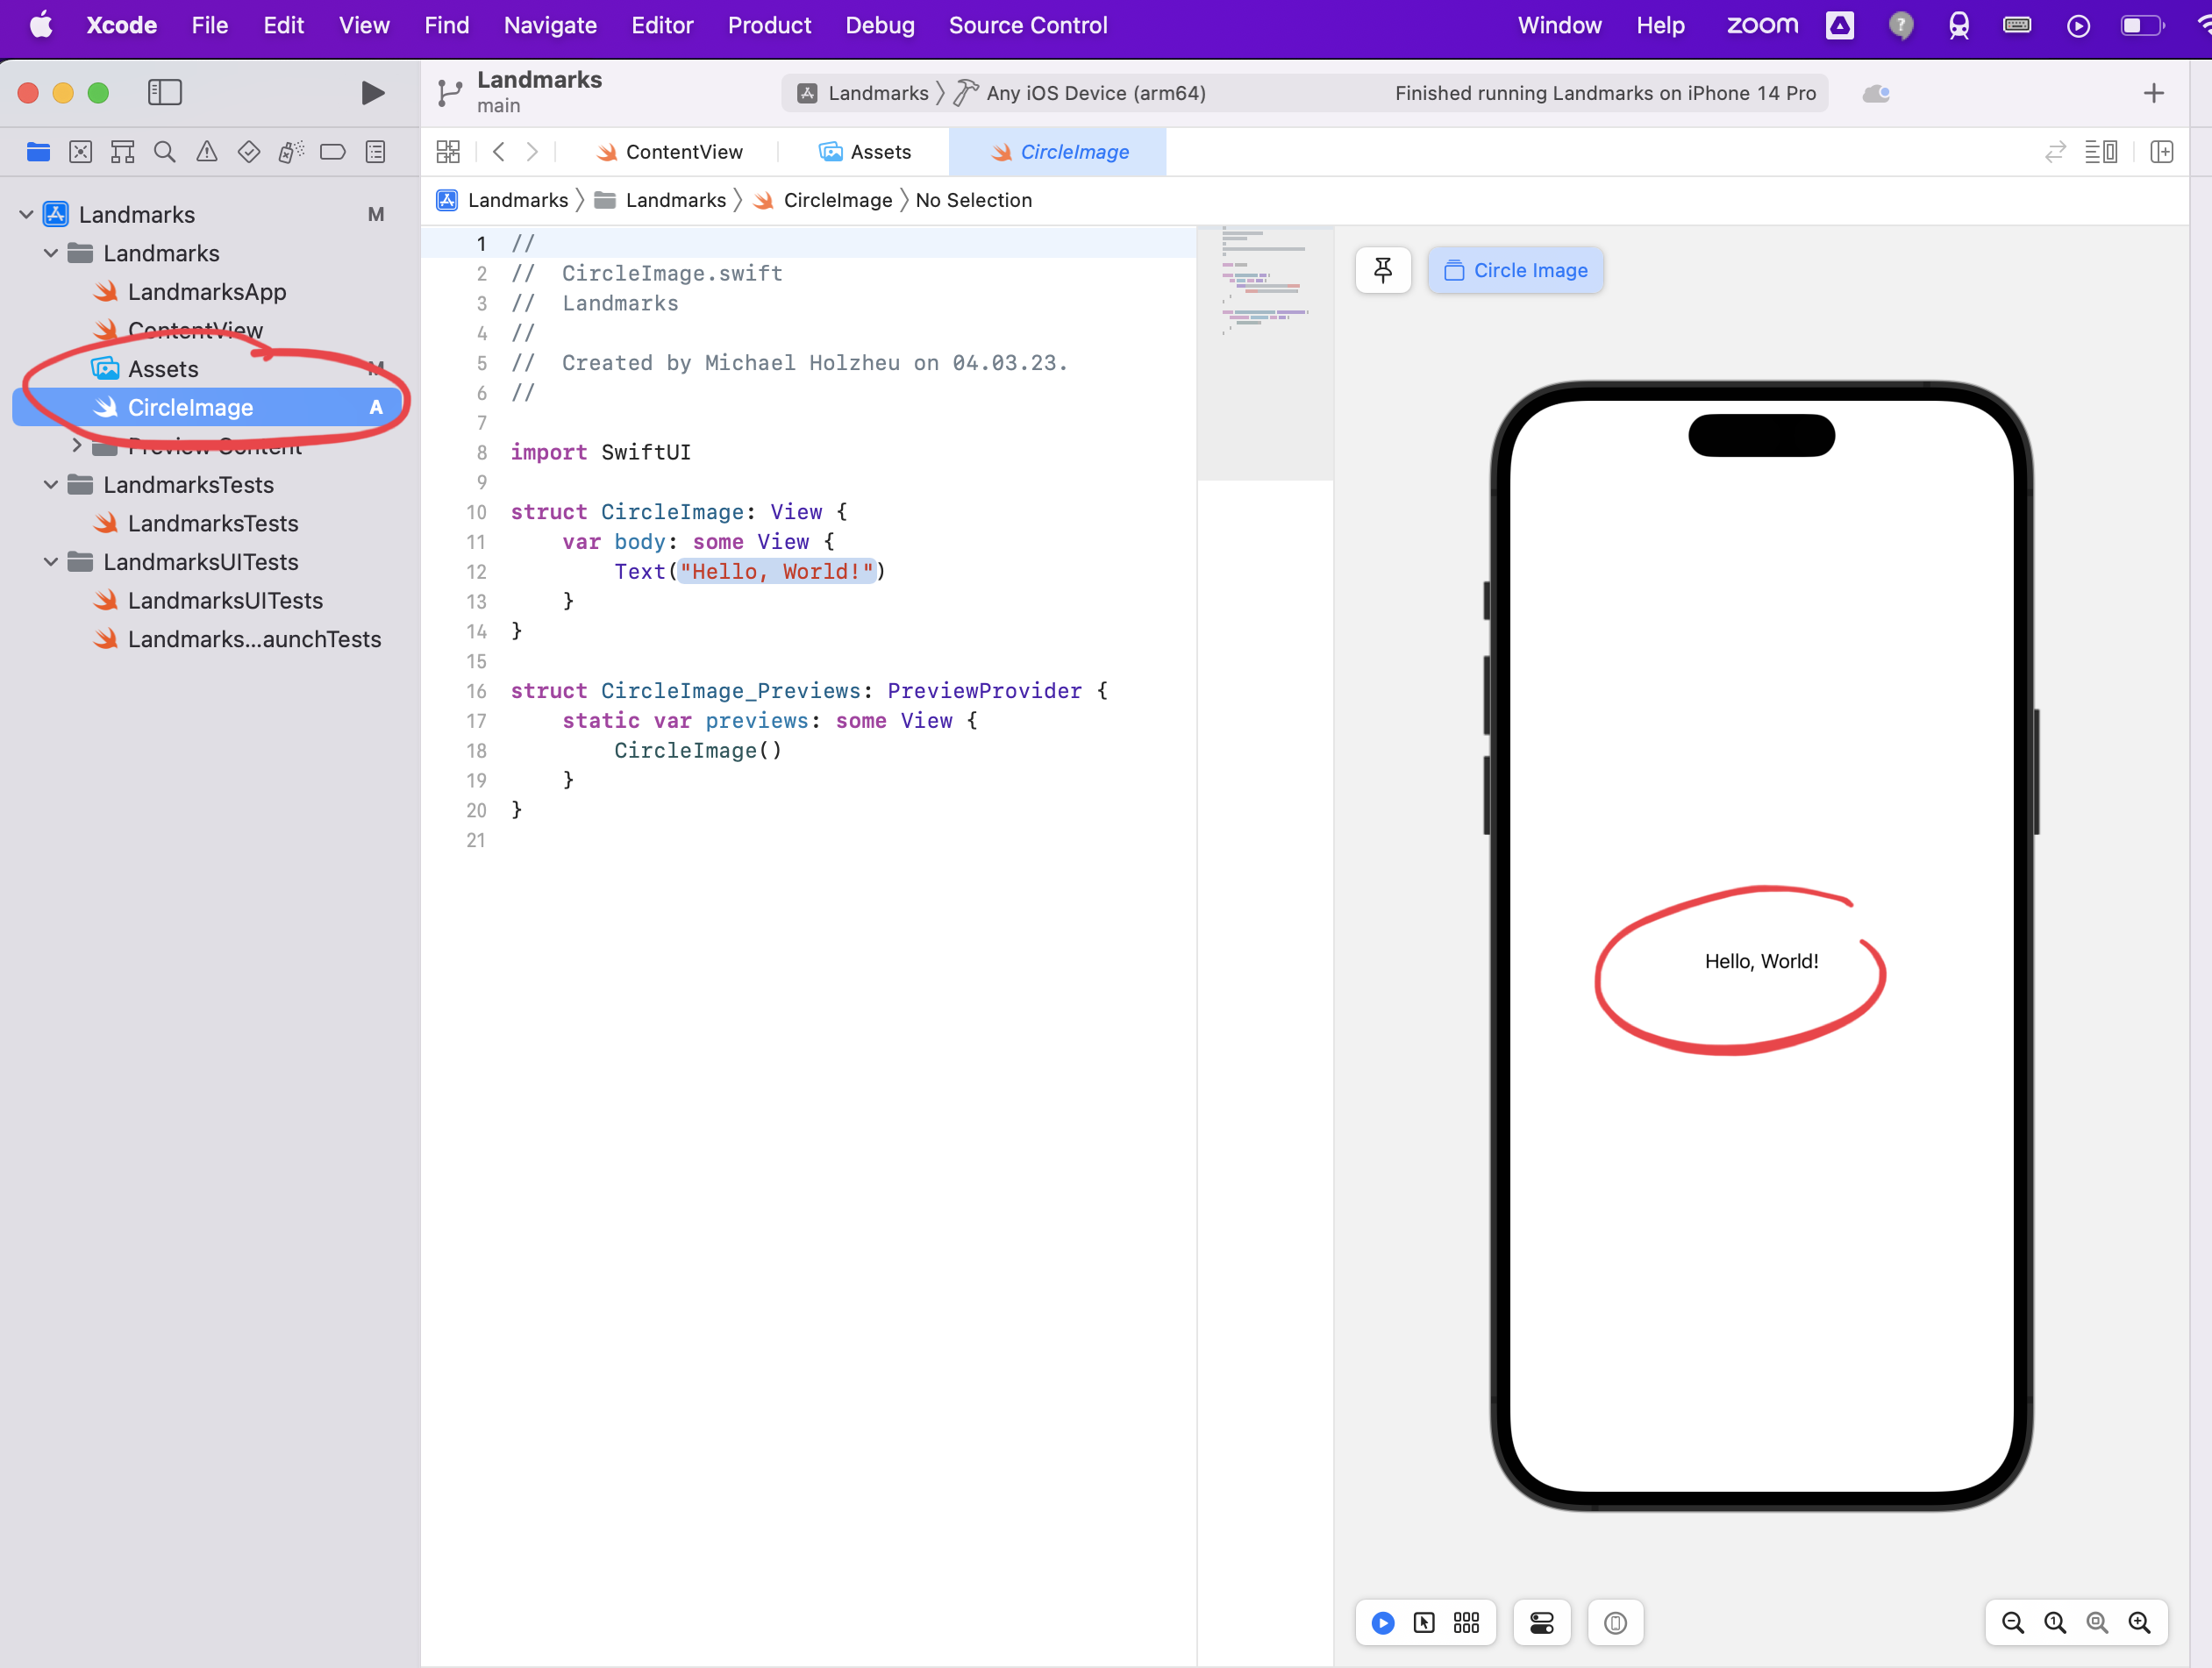 Xcode File Edit View Find Navigate Editor Product Debug Source Control Window Help zoom
Landmarks
main
Landmarks Any iOS Device (arm64) Finished running Landmarks on iPhone 14 Pro
ContentView Assets CircleImage
Landmarks Landmarks CircleImage No Selection
Landmarks M
Landmarks
LandmarksApp
ContentView
Assets M
CircleImage A
Preview Content
LandmarksTests
LandmarksTests
LandmarksUITests
LandmarksUITests
Landmarks...aunchTests
1 //
2 //  CircleImage.swift
3 //  Landmarks
4 //
5 //  Created by Michael Holzheu on 04.03.23.
6 //
7
8 import SwiftUI
9
10 struct CircleImage: View {
11     var body: some View {
12         Text("Hello, World!")
13     }
14 }
15
16 struct CircleImage_Previews: PreviewProvider {
17     static var previews: some View {
18         CircleImage()
19     }
20 }
21
Circle Image
Hello, World!